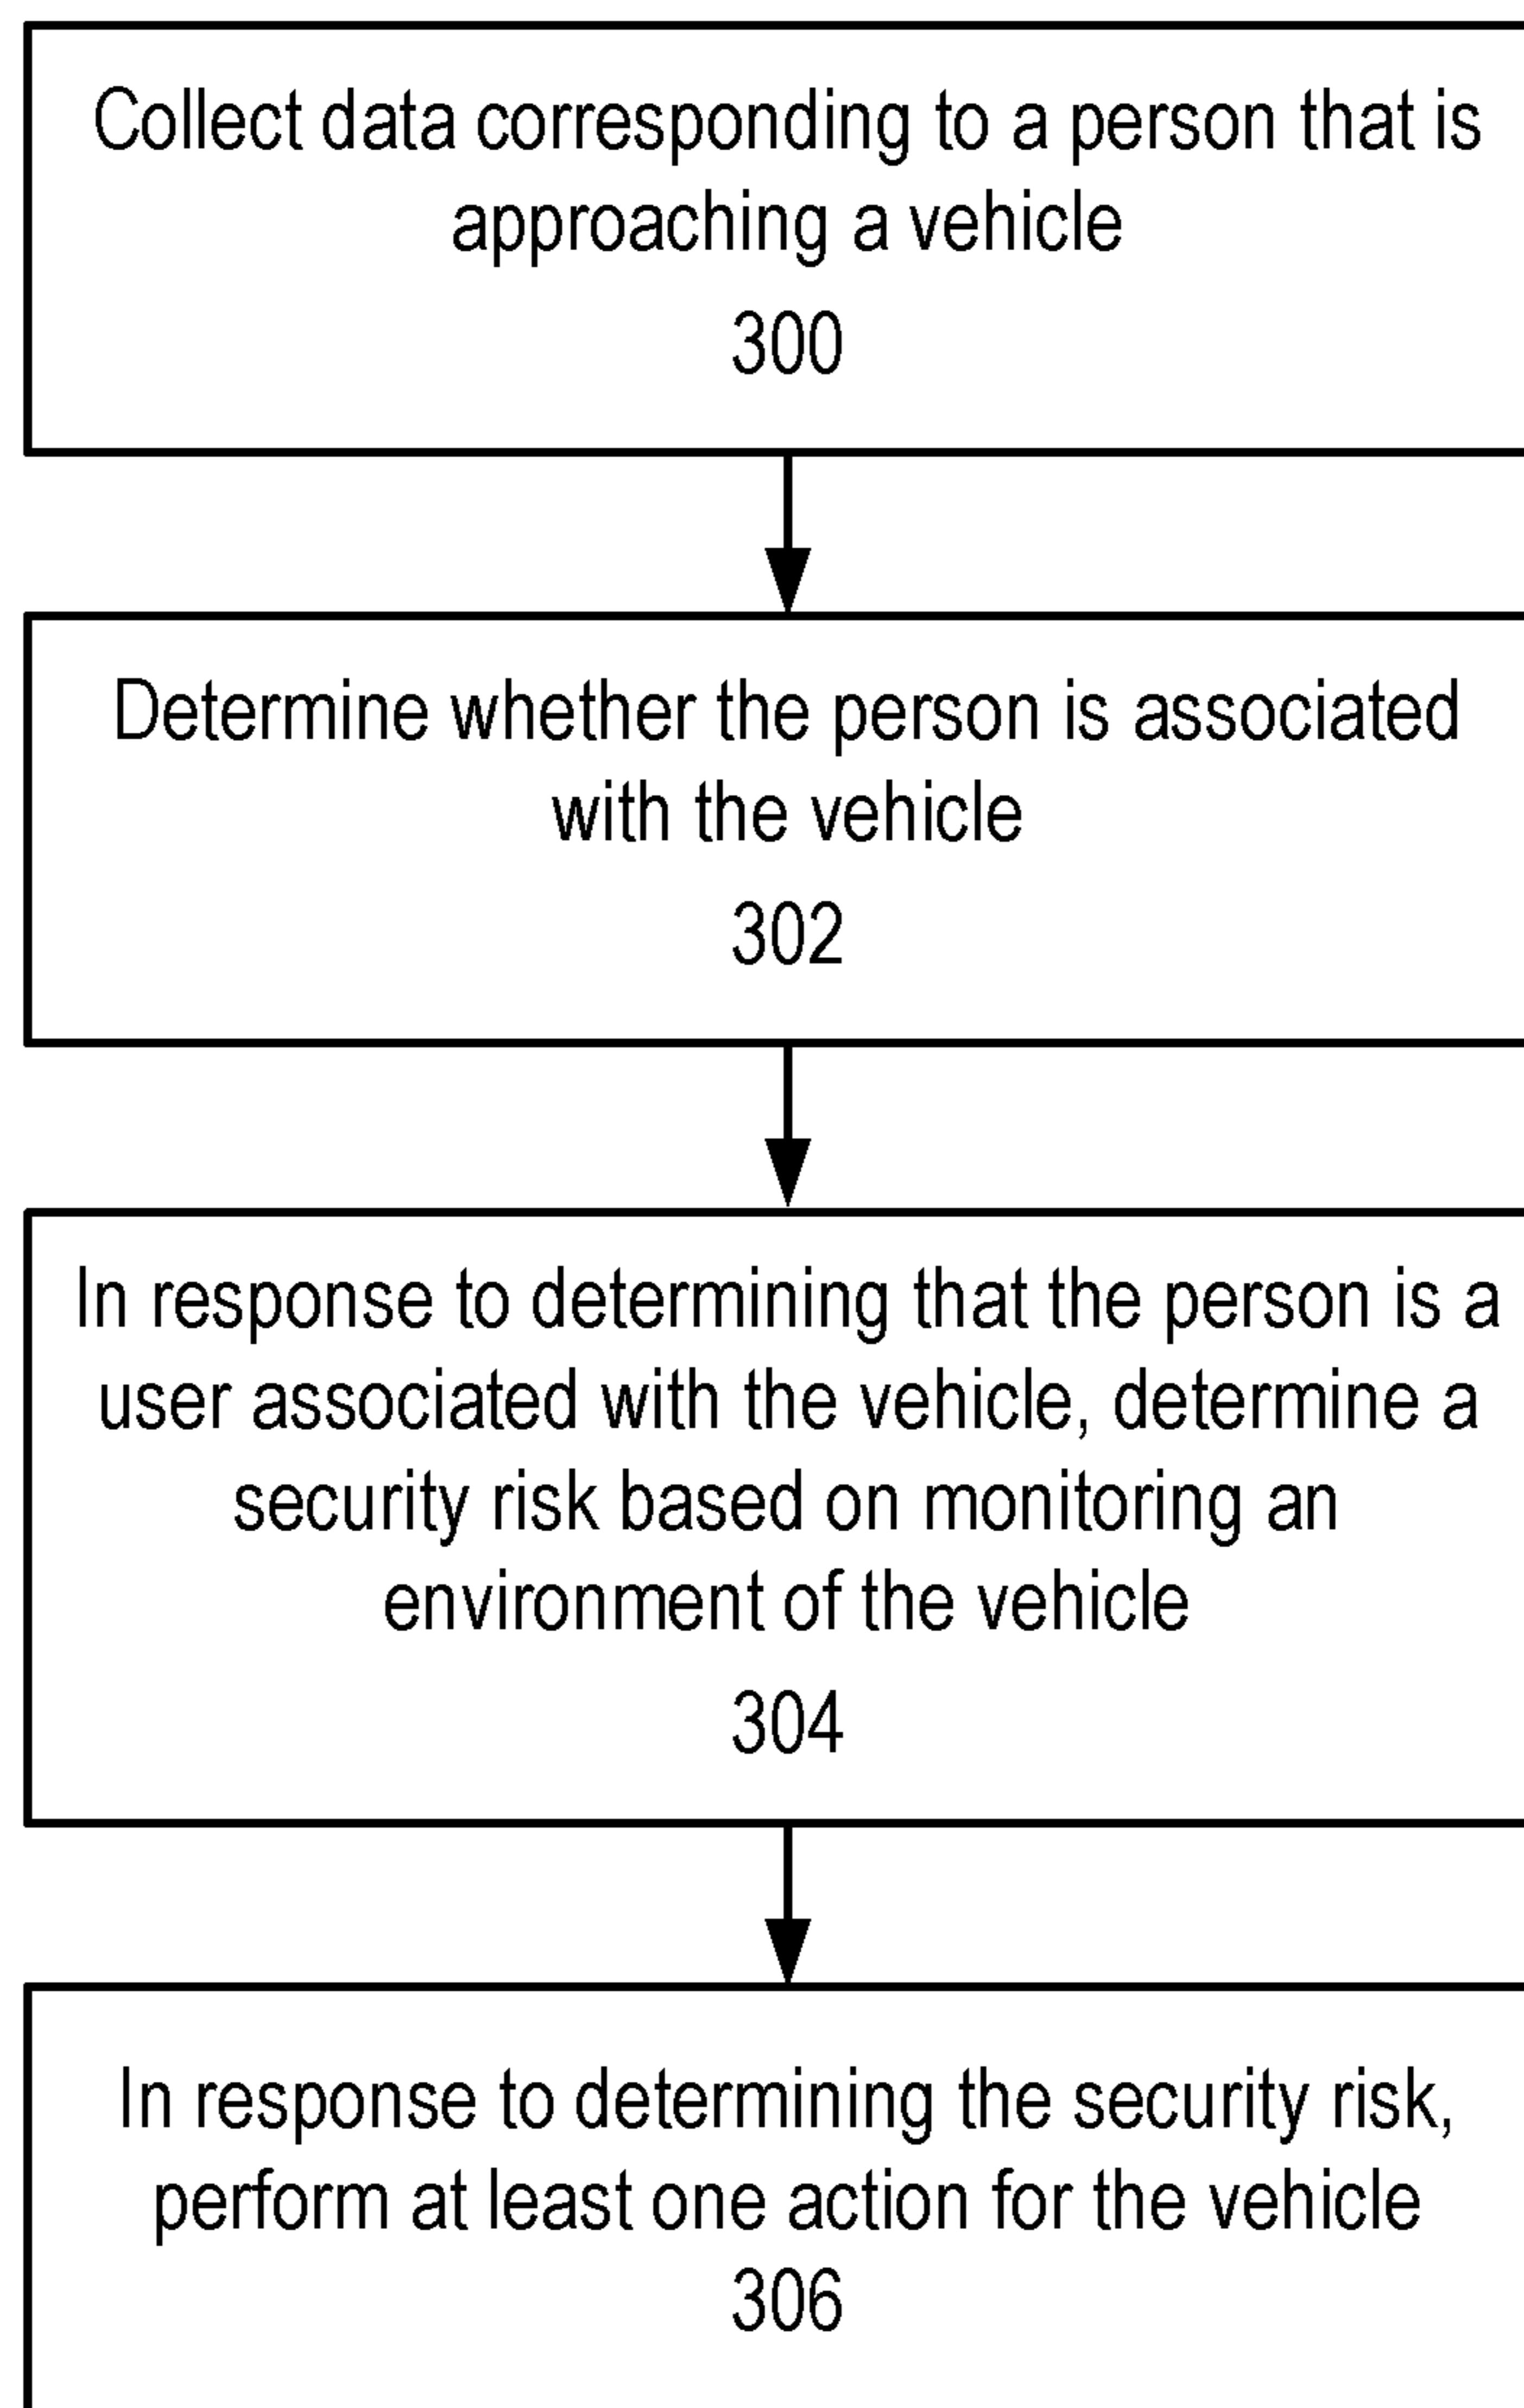 Collect data corresponding to a person that is
approaching a vehicle
300
Determine whether the person is associated
with the vehicle
302
In response to determining that the person is a
user associated with the vehicle, determine a
security risk based on monitoring an
environment of the vehicle
304
In response to determining the security risk,
perform at least one action for the vehicle
306